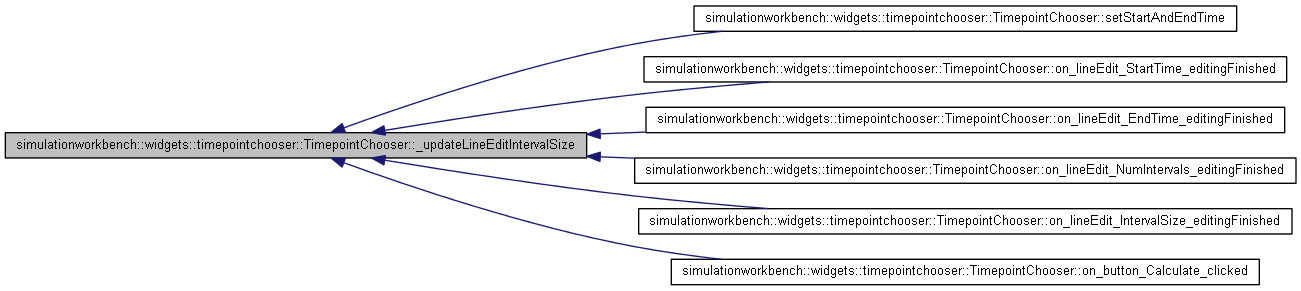 simulationworkbench::widgets::timepointchooser::TimepointChooser::setStartAndEndTime
simulationworkbench::widgets::timepointchooser::TimepointChooser::on_lineEdit_StartTime_editingFinished
simulationworkbench::widgets::timepointchooser::TimepointChooser::on_lineEdit_EndTime_editingFinished
simulationworkbench::widgets::timepointchooser::TimepointChooser::_updateLineEditIntervalSize
simulationworkbench::widgets::timepointchooser::TimepointChooser::on_lineEdit_NumIntervals_editingFinished
simulationworkbench::widgets::timepointchooser::TimepointChooser::on_lineEdit_IntervalSize_editingFinished
simulationworkbench::widgets::timepointchooser::TimepointChooser::on_button_Calculate_clicked